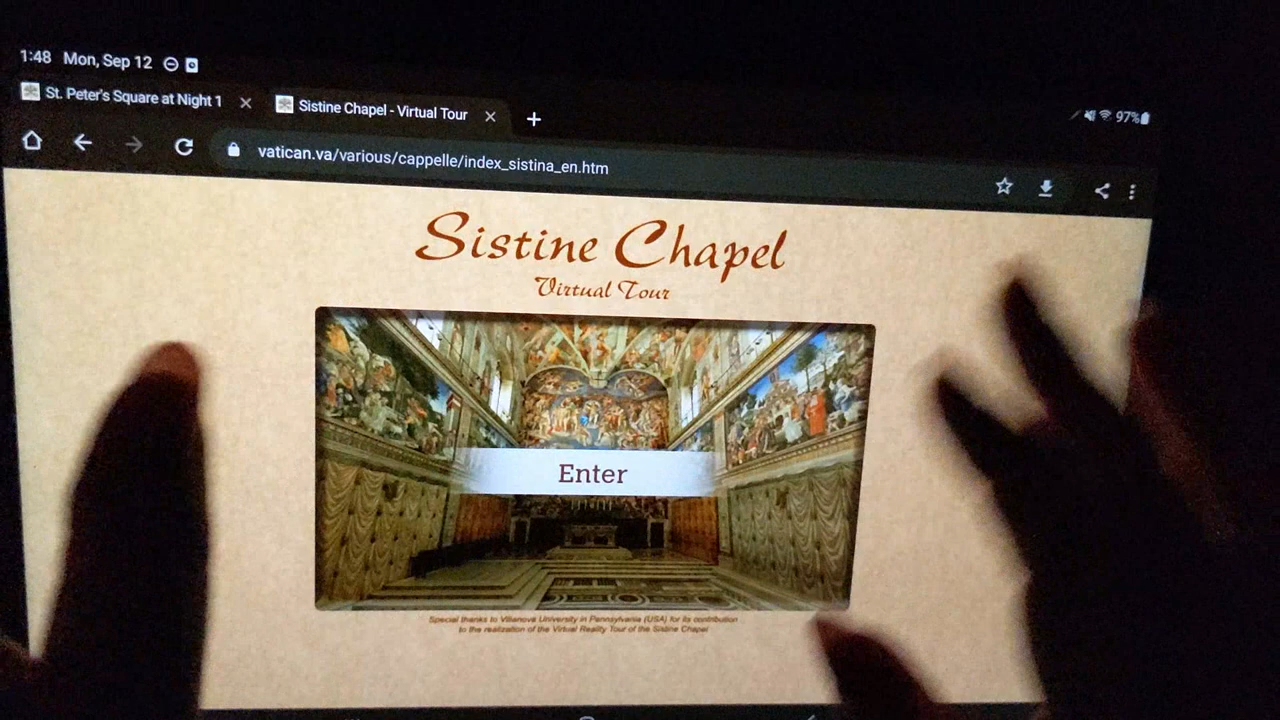 1:48 Mon, Sep 12
97%
St. Peter's Square at Night 1
Sistine Chapel - Virtual Tour
vatican.va/various/cappelle/index_sistina_en.htm
Sistine Chapel
Virtual Tour
Enter
Special thanks to Villanova University in Pennsylvania (USA) for its contribution
to the realization of the Virtual Reality Tour of the Sistine Chapel